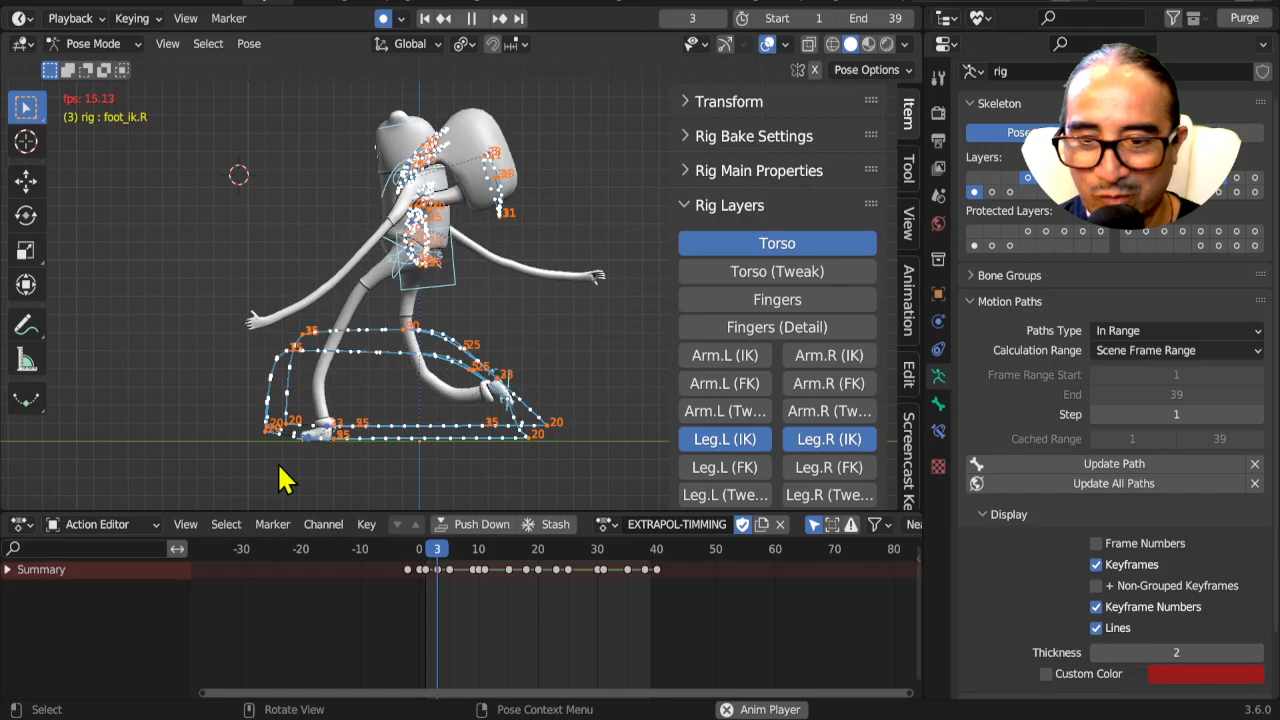 Playback Keying View Marker 3 Start 1 End 39 Purge
Pose Mode View Select Pose Global
X Pose Options
rig
fps: 15.13
(3) rig : foot_ik.R
Transform
Rig Bake Settings
Rig Main Properties
Rig Layers
Torso
Torso (Tweak)
Fingers
Fingers (Detail)
Arm.L (IK) Arm.R (IK)
Arm.L (FK) Arm.R (FK)
Arm.L (Tw... Arm.R (Tw...
Leg.L (IK) Leg.R (IK)
Leg.L (FK) Leg.R (FK)
Leg.L (Twe... Leg.R (Twe...
Item
Tool
View
Animation
Edit
Screencast Ke
Skeleton
Pose
Layers:
Protected Layers:
Bone Groups
Motion Paths
Paths Type In Range
Calculation Range Scene Frame Range
Frame Range Start 1
End 39
Step 1
Cached Range 1 39
Update Path
Update All Paths
Display
Frame Numbers
Keyframes
+ Non-Grouped Keyframes
Keyframe Numbers
Lines
Thickness 2
Custom Color
Action Editor View Select Marker Channel Key Push Down Stash EXTRAPOL-TIMMING Nea
-30 -20 -10 0 3 10 20 30 40 50 60 70 80
Summary
Select Rotate View Pose Context Menu Anim Player 3.6.0